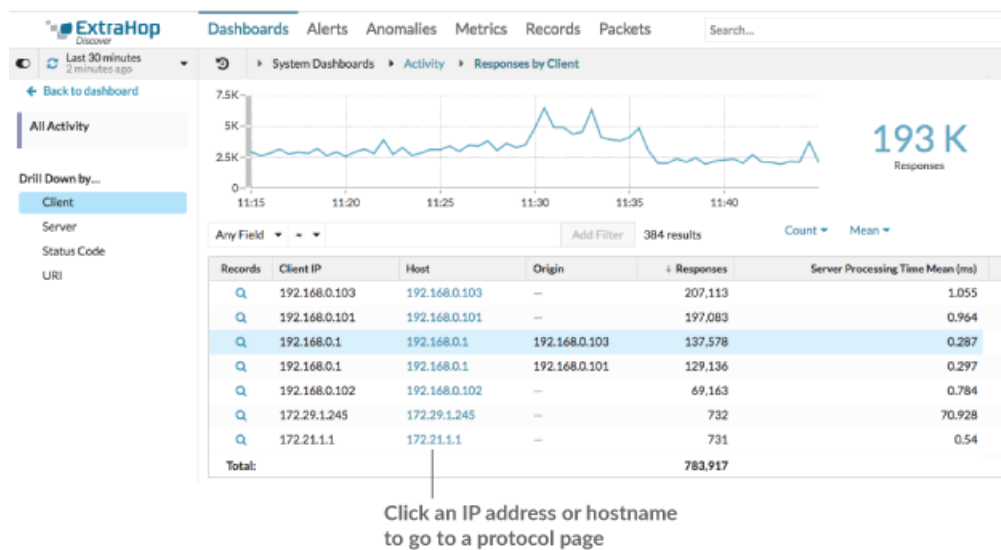 ExtraHop
Discover
Dashboards Alerts Anomalies Metrics Records Packets Search...
Last 30 minutes
2 minutes ago
System Dashboards Activity Responses by Client
Back to dashboard
All Activity
Drill Down by...
Client
Server
Status Code
URI
7.5K
5K
2.5K
0
11:15 11:20 11:25 11:30 11:35 11:40
193 K
Responses
Any Field = Add Filter 384 results Count Mean
Records Client IP Host Origin ↓ Responses Server Processing Time Mean (ms)
192.168.0.103 192.168.0.103 — 207,113 1.055
192.168.0.101 192.168.0.101 — 197,083 0.964
192.168.0.1 192.168.0.1 192.168.0.103 137,578 0.287
192.168.0.1 192.168.0.1 192.168.0.101 129,136 0.297
192.168.0.102 192.168.0.102 — 69,163 0.784
172.29.1.245 172.29.1.245 — 732 70.928
172.21.1.1 172.21.1.1 — 731 0.54
Total: 783,917
Click an IP address or hostname
to go to a protocol page